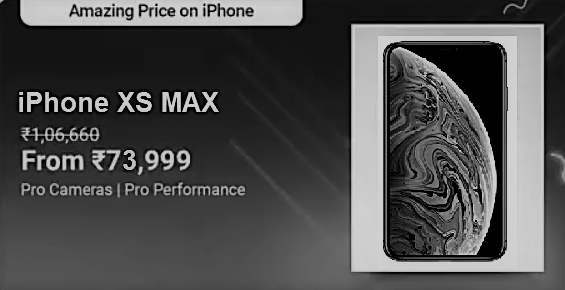 Amazing Price on iPhone
iPhone XS MAX
₹1,06,660
From ₹73,999
Pro Cameras | Pro Performance